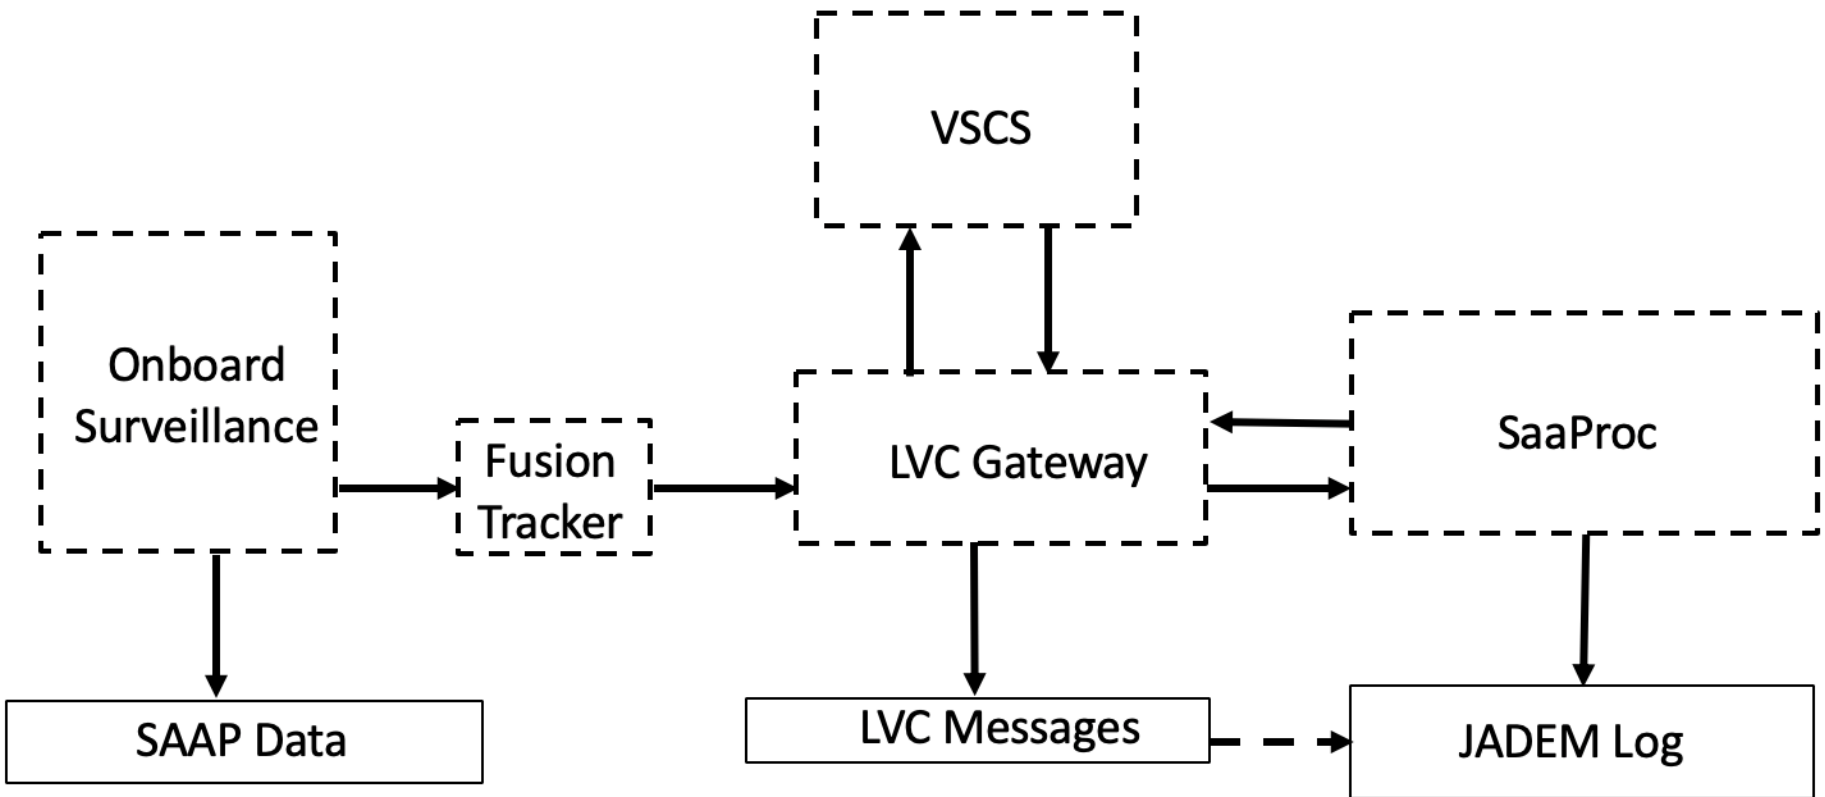 VSCS
Onboard
Surveillance
Fusion
Tracker
LVC Gateway
SaaProc
SAAP Data
LVC Messages
JADEM Log